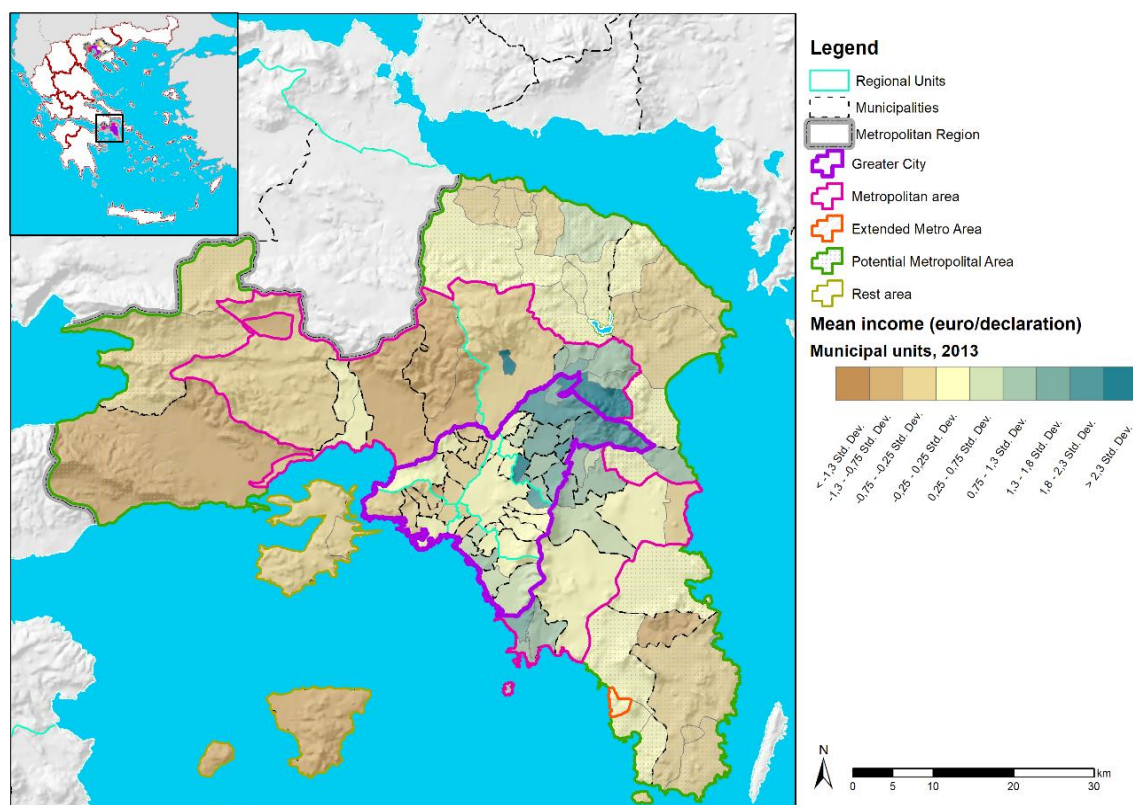 Legend
Regional Units
Municipalities
Metropolitan Region
Greater City
Metropolitan area
Extended Metro Area
Potential Metropolital Area
Rest area
Mean income (euro/declaration)
Municipal units, 2013
< -1,3 Std. Dev.
-1,3 - -0,75 Std. Dev.
-0,75 - -0,25 Std. Dev.
-0,25 - 0,25 Std. Dev.
0,25 - 0,75 Std. Dev.
0,75 - 1,3 Std. Dev.
1,3 - 1,8 Std. Dev.
1,8 - 2,3 Std. Dev.
> 2,3 Std. Dev.
N
km
0 5 10 20 30